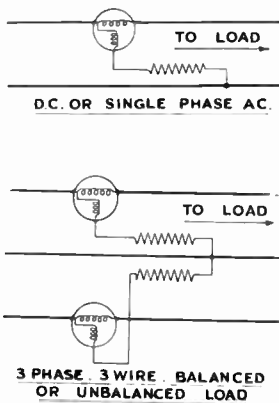 TO LOAD
D.C. OR SINGLE PHASE A.C.
TO LOAD
3 PHASE. 3 WIRE. BALANCED
OR UNBALANCED LOAD